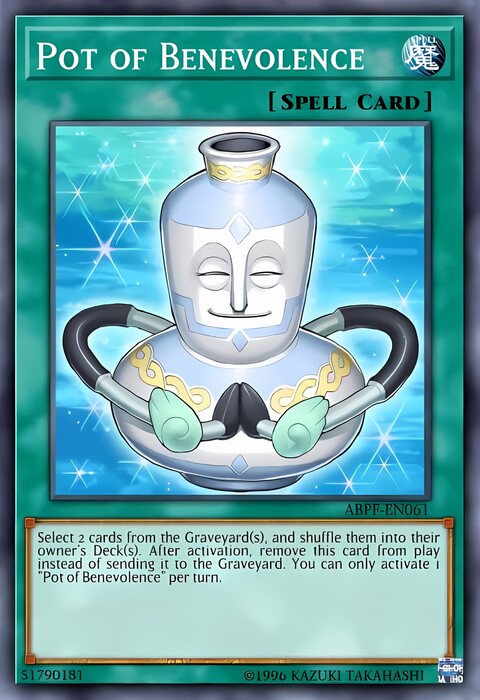 POT OF BENEVOLENCE
[SPELL CARD]
ABPF-EN061
Select 2 cards from the Graveyard(s), and shuffle them into their
owner's Deck(s). After activation, remove this card from play
instead of sending it to the Graveyard. You can only activate 1
"Pot of Benevolence" per turn.
51790181
©1996 KAZUKI TAKAHASHI